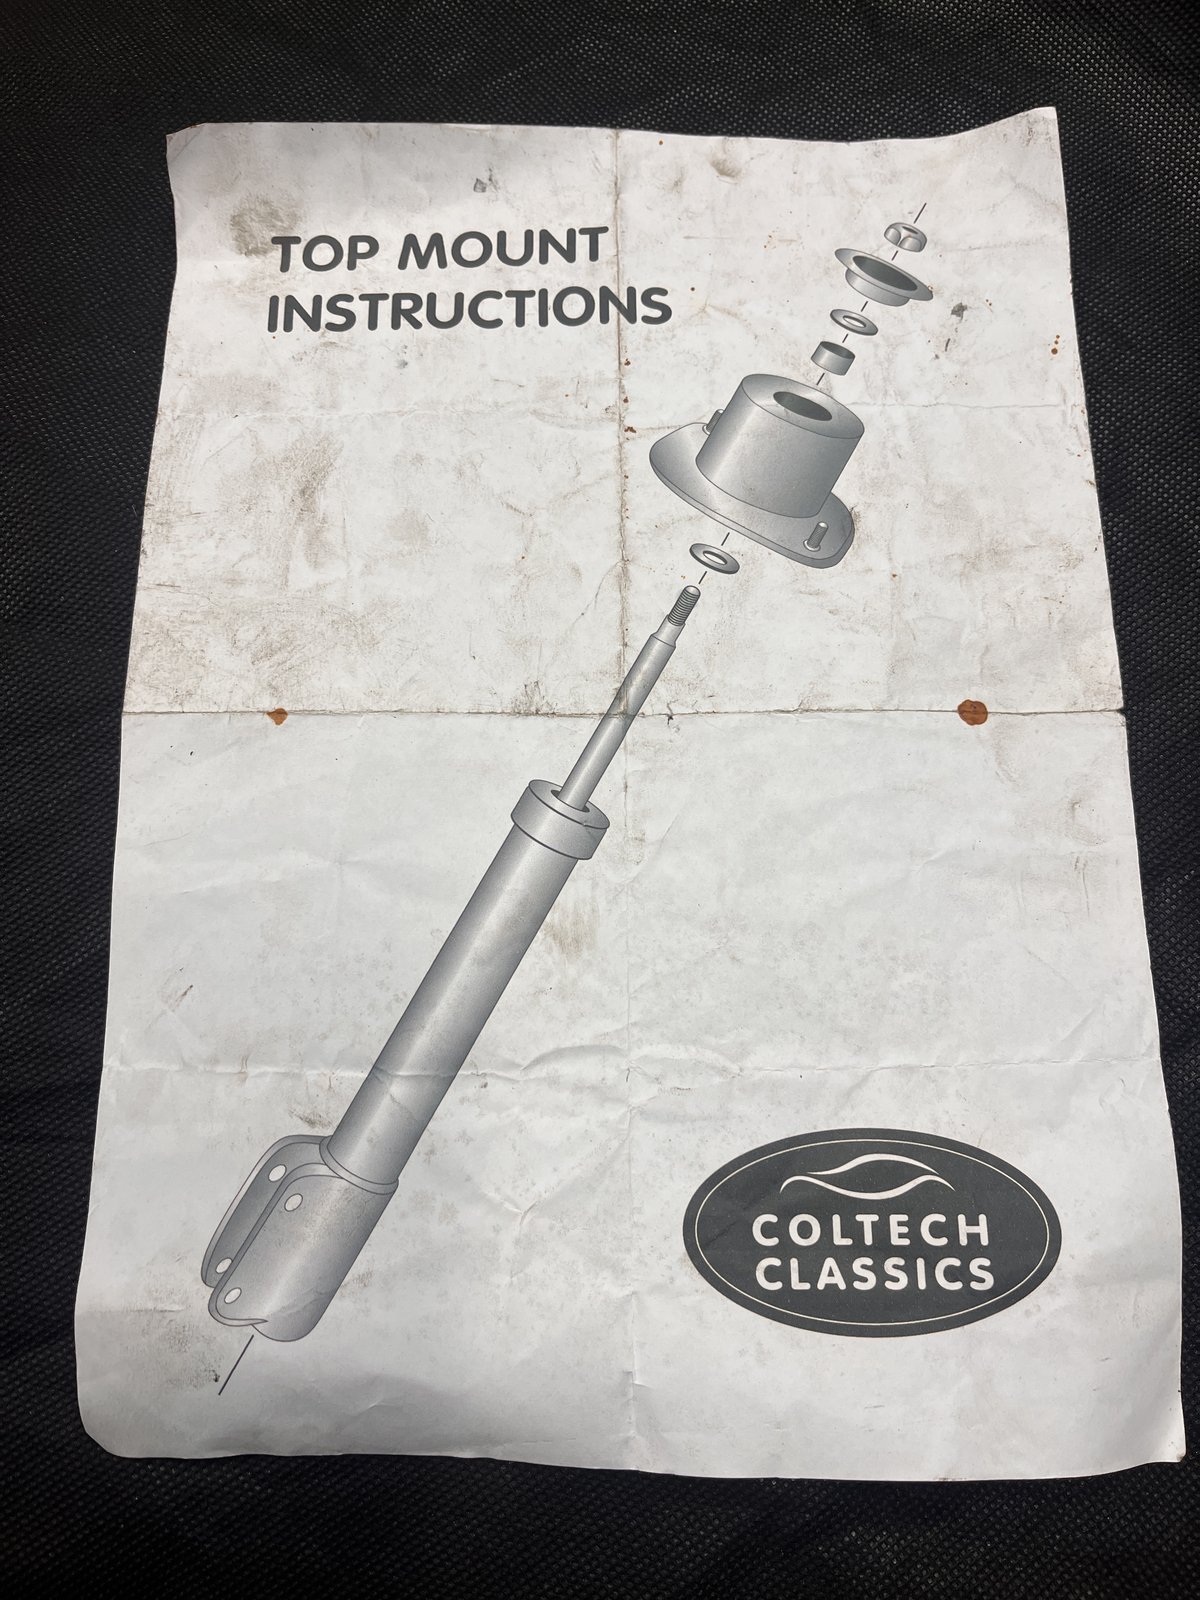 TOP MOUNT
INSTRUCTIONS
COLTECH
CLASSICS